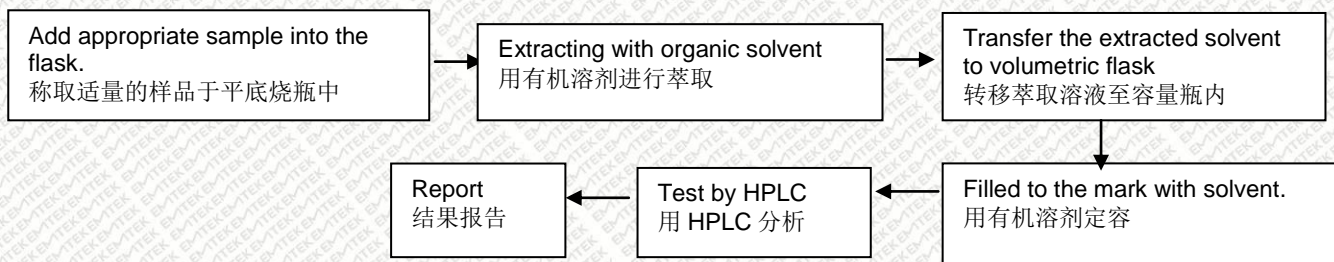 Add appropriate sample into the
flask.
称取适量的样品于平底烧瓶中
Extracting with organic solvent
用有机溶剂进行萃取
Transfer the extracted solvent
to volumetric flask
转移萃取溶液至容量瓶内
Filled to the mark with solvent.
用有机溶剂定容
Test by HPLC
用 HPLC 分析
Report
结果报告